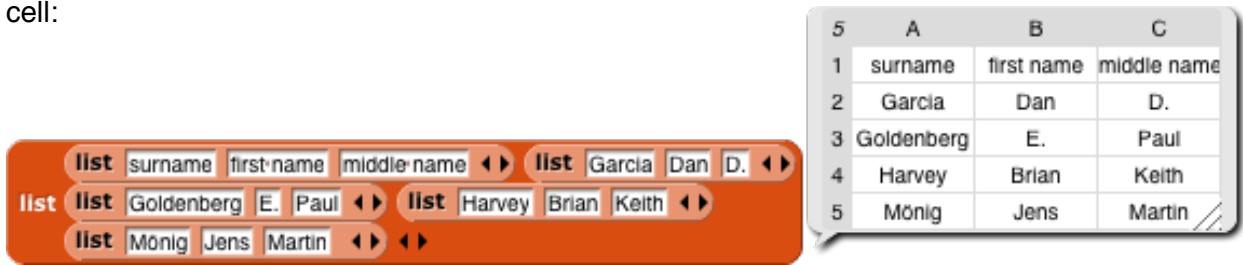 cell:
list surname first name middle name list Garcia Dan D.
list list Goldenberg E. Paul list Harvey Brian Keith
list Mönig Jens Martin
5 A B C
1 surname first name middle name
2 Garcia Dan D.
3 Goldenberg E. Paul
4 Harvey Brian Keith
5 Mönig Jens Martin